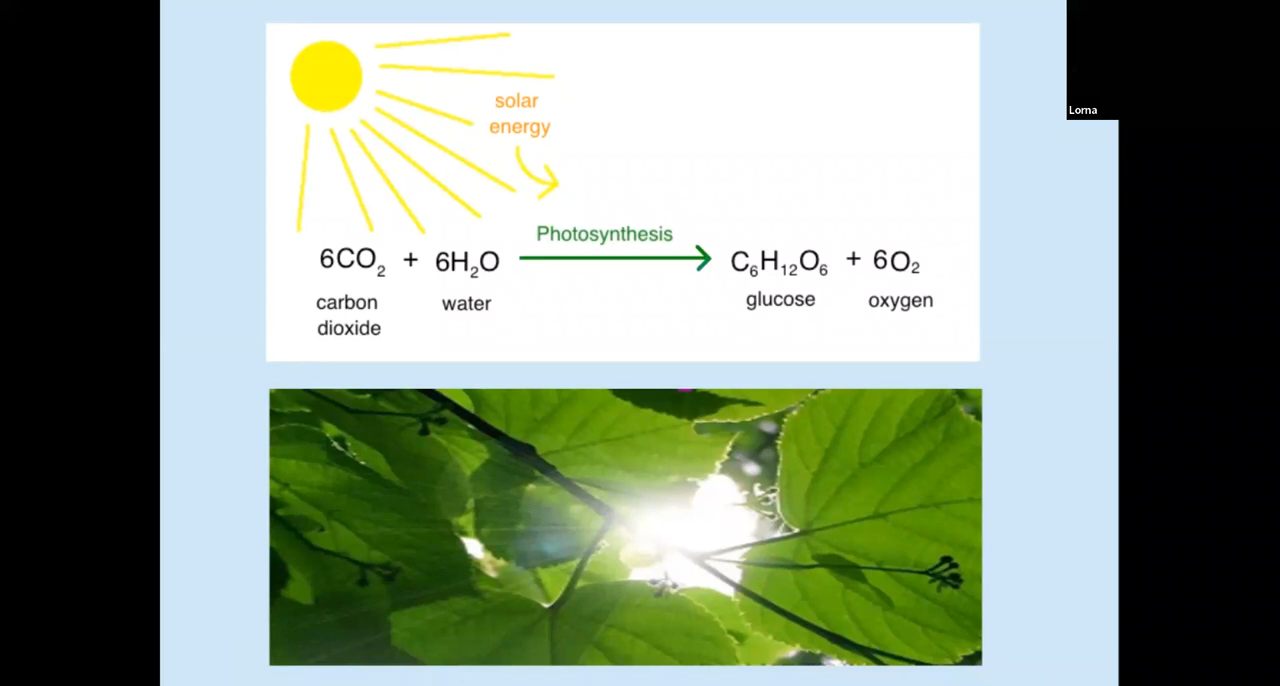 Lorna
solar
energy
Photosynthesis
6CO₂ + 6H₂O C₆H₁₂O₆ + 6O₂
carbon
dioxide
water
glucose
oxygen